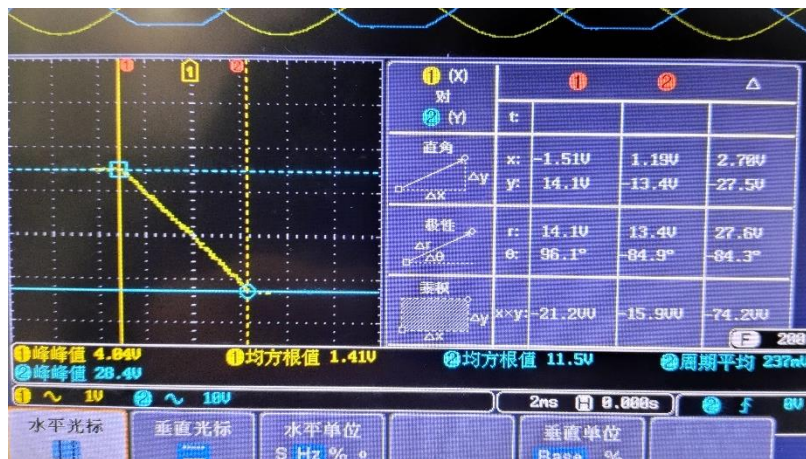 1 2
1
1 (X) 1 2 △
对
2 (Y) t:
直角
x: -1.51V 1.19V 2.70V
△y y: 14.1V -13.4V -27.5V
△X
极性
r: 14.1V 13.4V 27.6V
△r
△θ θ: 96.1° -84.9° -84.3°
面积
△y x×y: -21.2VV -15.9VV -74.2VV
△X
F 200
1峰峰值 4.04V 1均方根值 1.41V 2均方根值 11.5V 2周期平均 237m
2峰峰值 28.4V
1 ∿ 1V 2 ∿ 10V 2ms H 0.000s 2 0V
水平光标 垂直光标 水平单位 垂直单位
S Hz % ° Base %